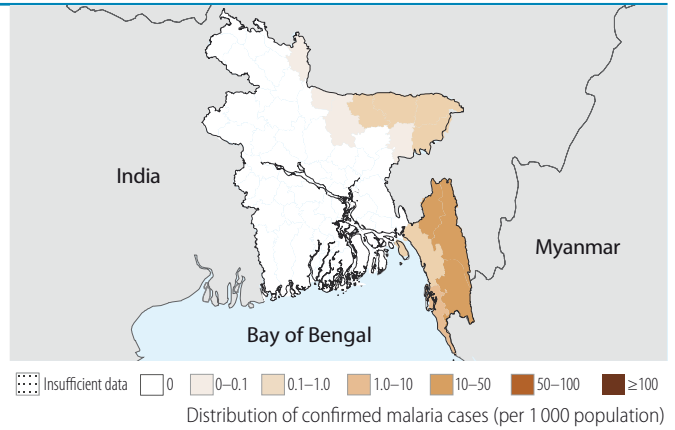 India
Myanmar
Bay of Bengal
Insufficient data 0 0–0.1 0.1–1.0 1.0–10 10–50 50–100 ≥100
Distribution of confirmed malaria cases (per 1 000 population)